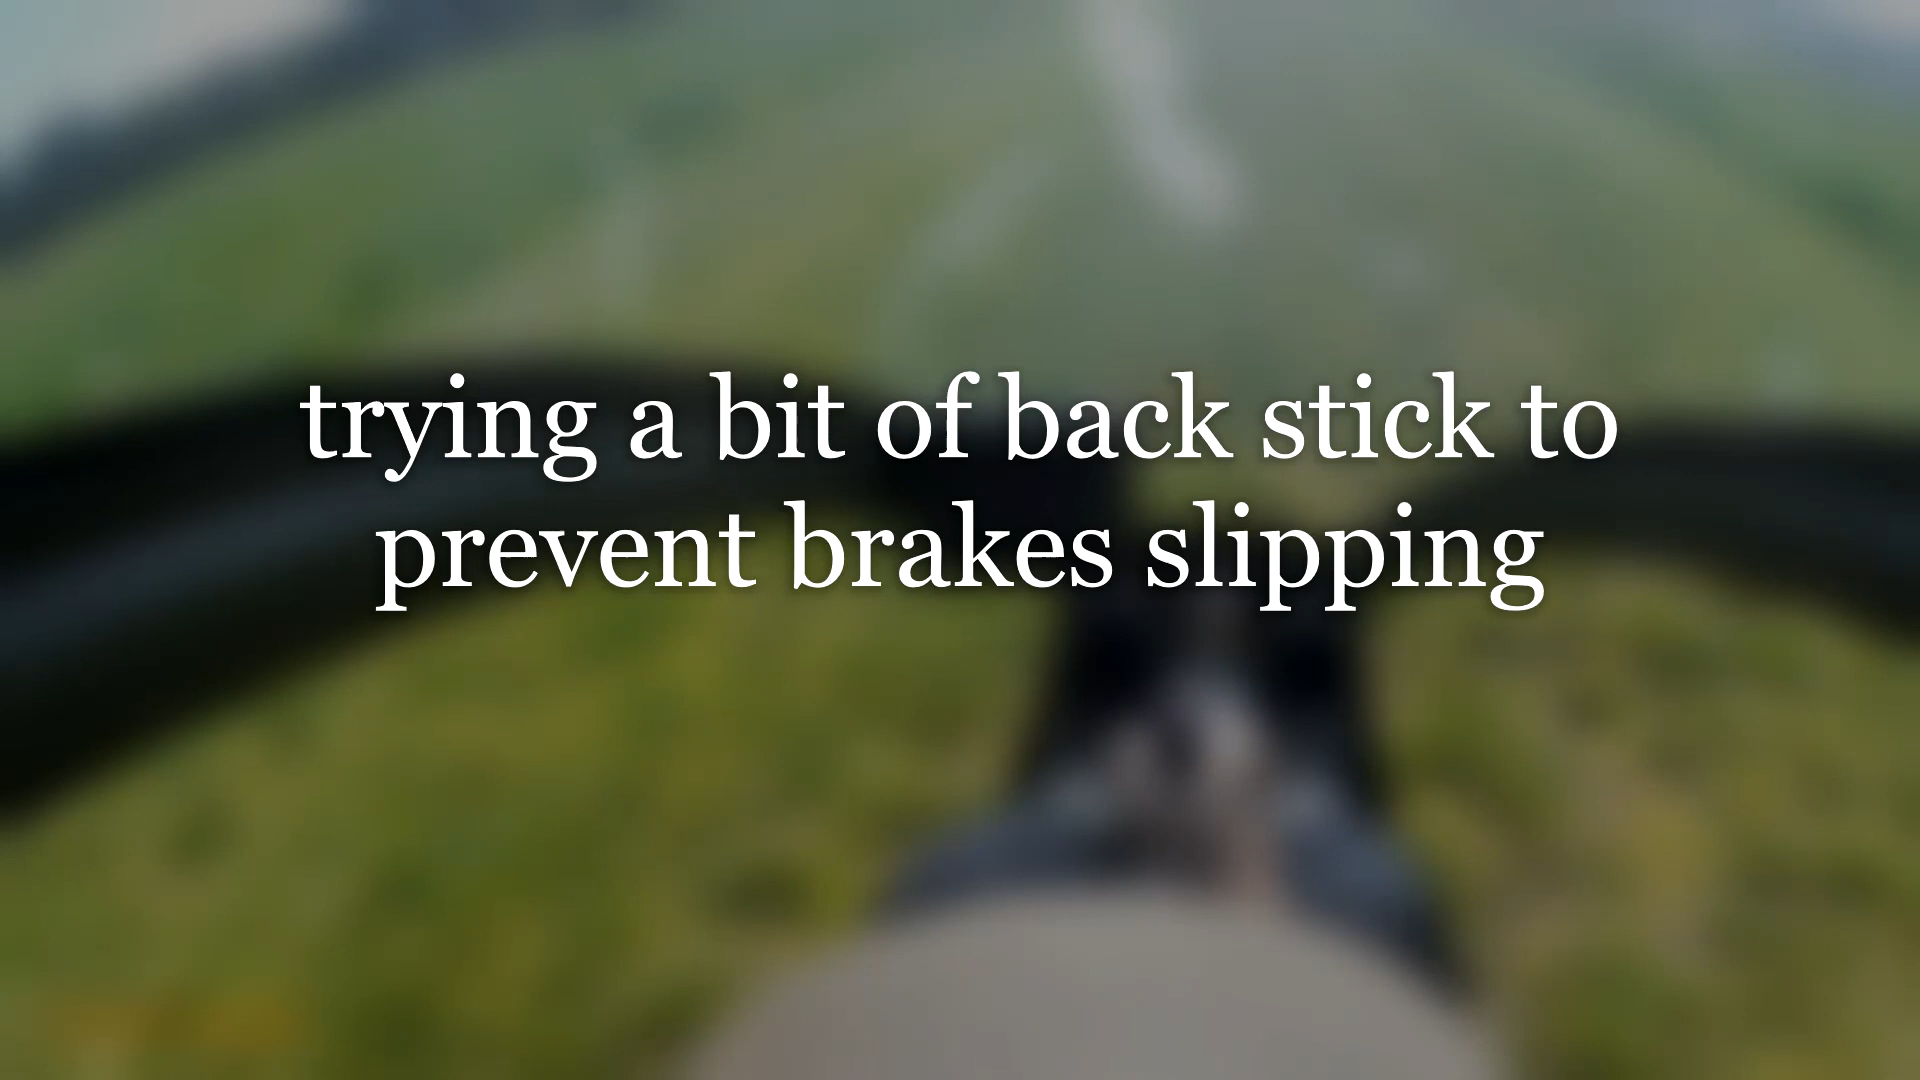 trying a bit of back stick to
prevent brakes slipping